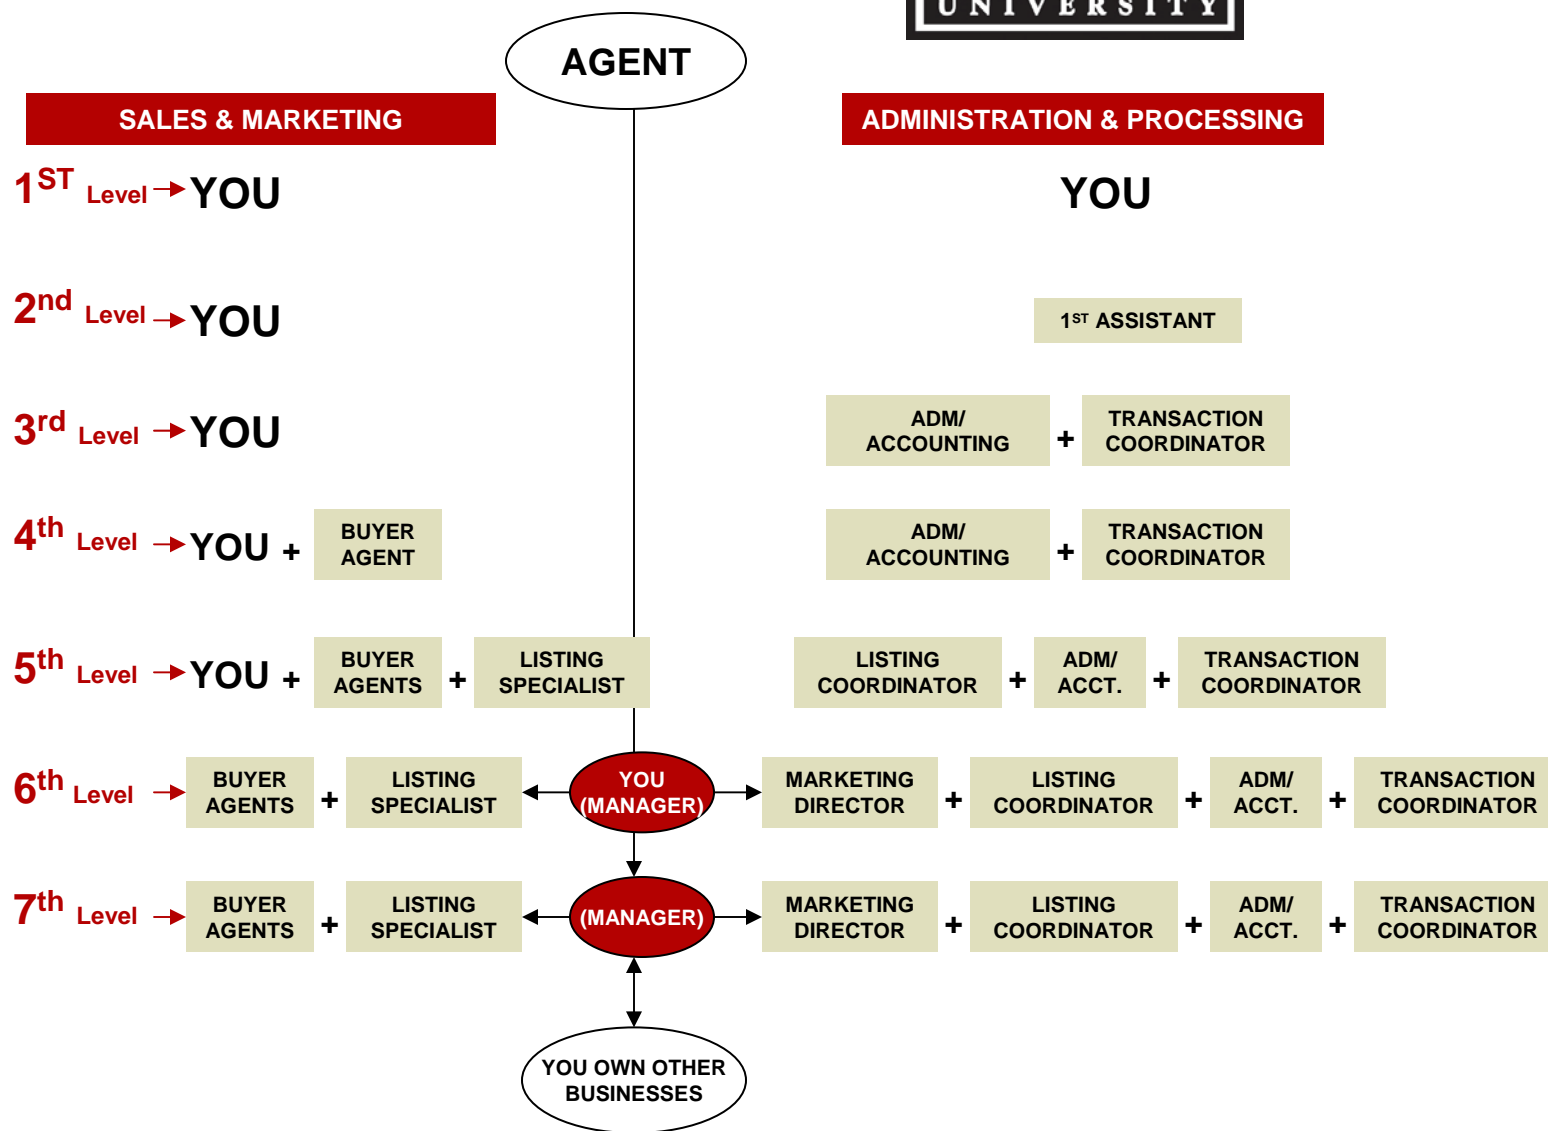 UNIVERSITY
AGENT
SALES & MARKETING
ADMINISTRATION & PROCESSING
1ST Level YOU
YOU
2nd Level YOU
1ST ASSISTANT
3rd Level YOU
ADM/
ACCOUNTING
+
TRANSACTION
COORDINATOR
4th Level YOU +
BUYER
AGENT
ADM/
ACCOUNTING
+
TRANSACTION
COORDINATOR
5th Level YOU +
BUYER
AGENTS
+
LISTING
SPECIALIST
LISTING
COORDINATOR
+
ADM/
ACCT.
+
TRANSACTION
COORDINATOR
6th Level
BUYER
AGENTS
+
LISTING
SPECIALIST
YOU
(MANAGER)
MARKETING
DIRECTOR
+
LISTING
COORDINATOR
+
ADM/
ACCT.
+
TRANSACTION
COORDINATOR
7th Level
BUYER
AGENTS
+
LISTING
SPECIALIST
(MANAGER)
MARKETING
DIRECTOR
+
LISTING
COORDINATOR
+
ADM/
ACCT.
+
TRANSACTION
COORDINATOR
YOU OWN OTHER
BUSINESSES